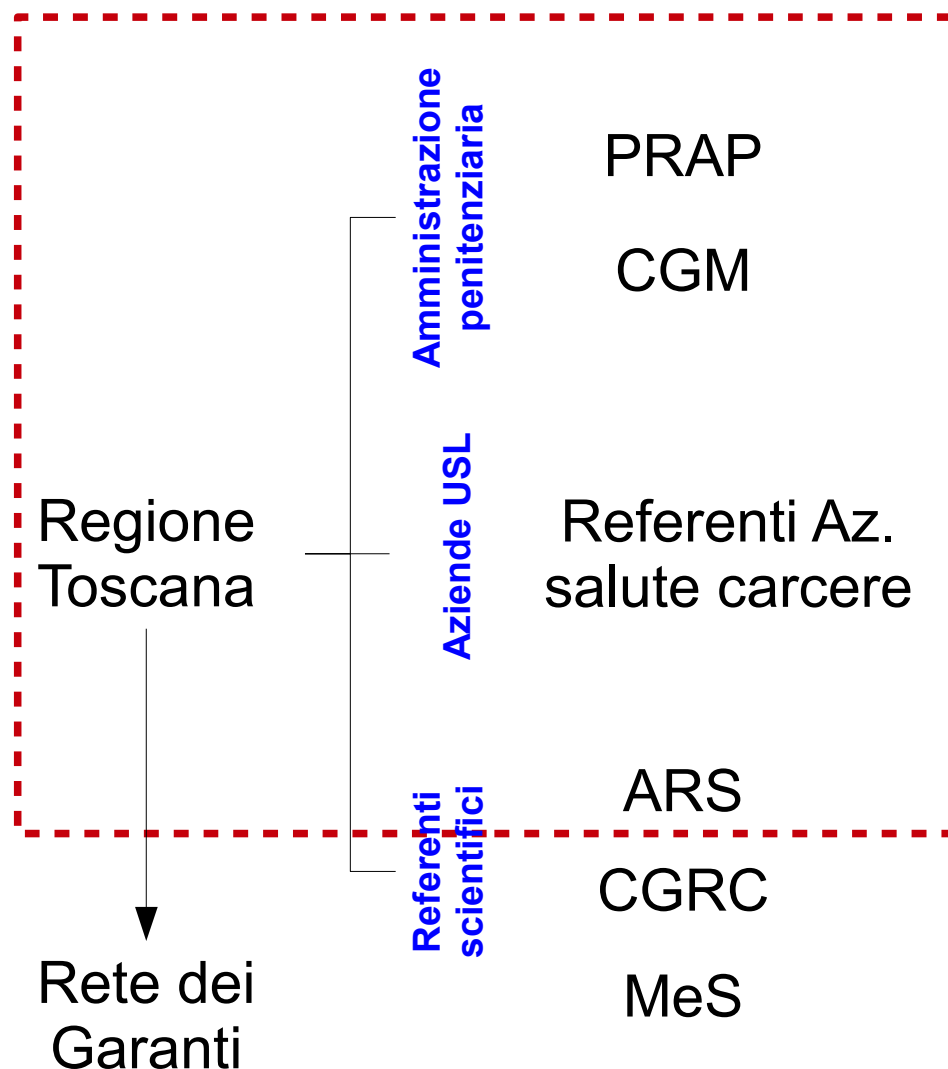 Amministrazione
penitenziaria
PRAP
CGM
Regione
Toscana
Aziende USL
Referenti Az.
salute carcere
Referenti
scientifici
ARS
CGRC
MeS
Rete dei
Garanti